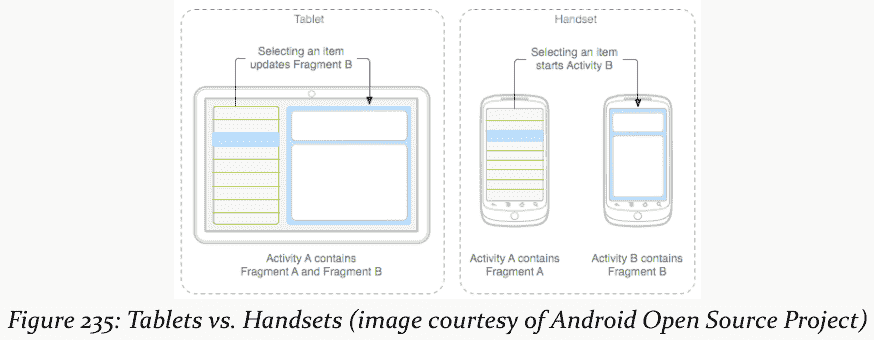 Tablet
Selecting an item
updates Fragment B
Activity A contains
Fragment A and Fragment B
Handset
Selecting an item
starts Activity B
Activity A contains
Fragment A
Activity B contains
Fragment B
Figure 235: Tablets vs. Handsets (image courtesy of Android Open Source Project)